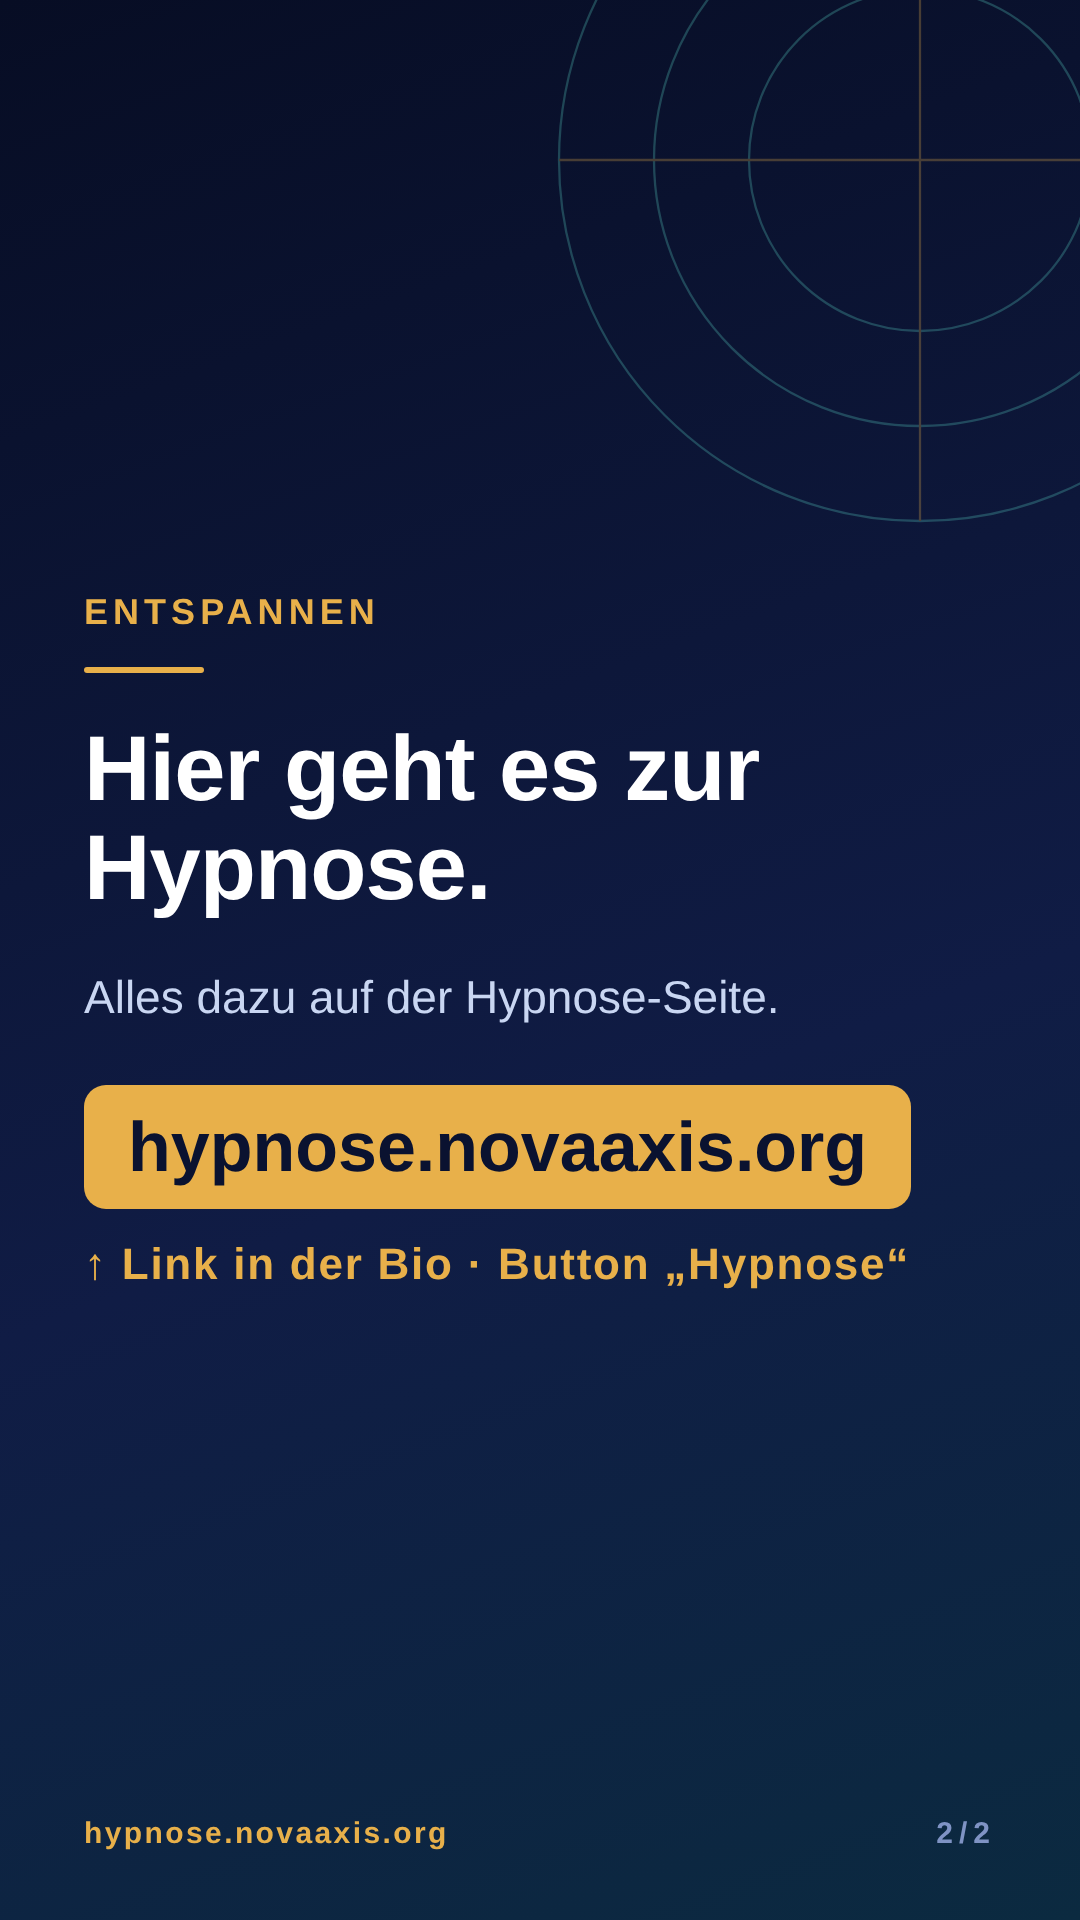 ENTSPANNEN
Hier geht es zur
Hypnose.
Alles dazu auf der Hypnose-Seite.
hypnose.novaaxis.org
↑ Link in der Bio · Button „Hypnose“
hypnose.novaaxis.org
2/2